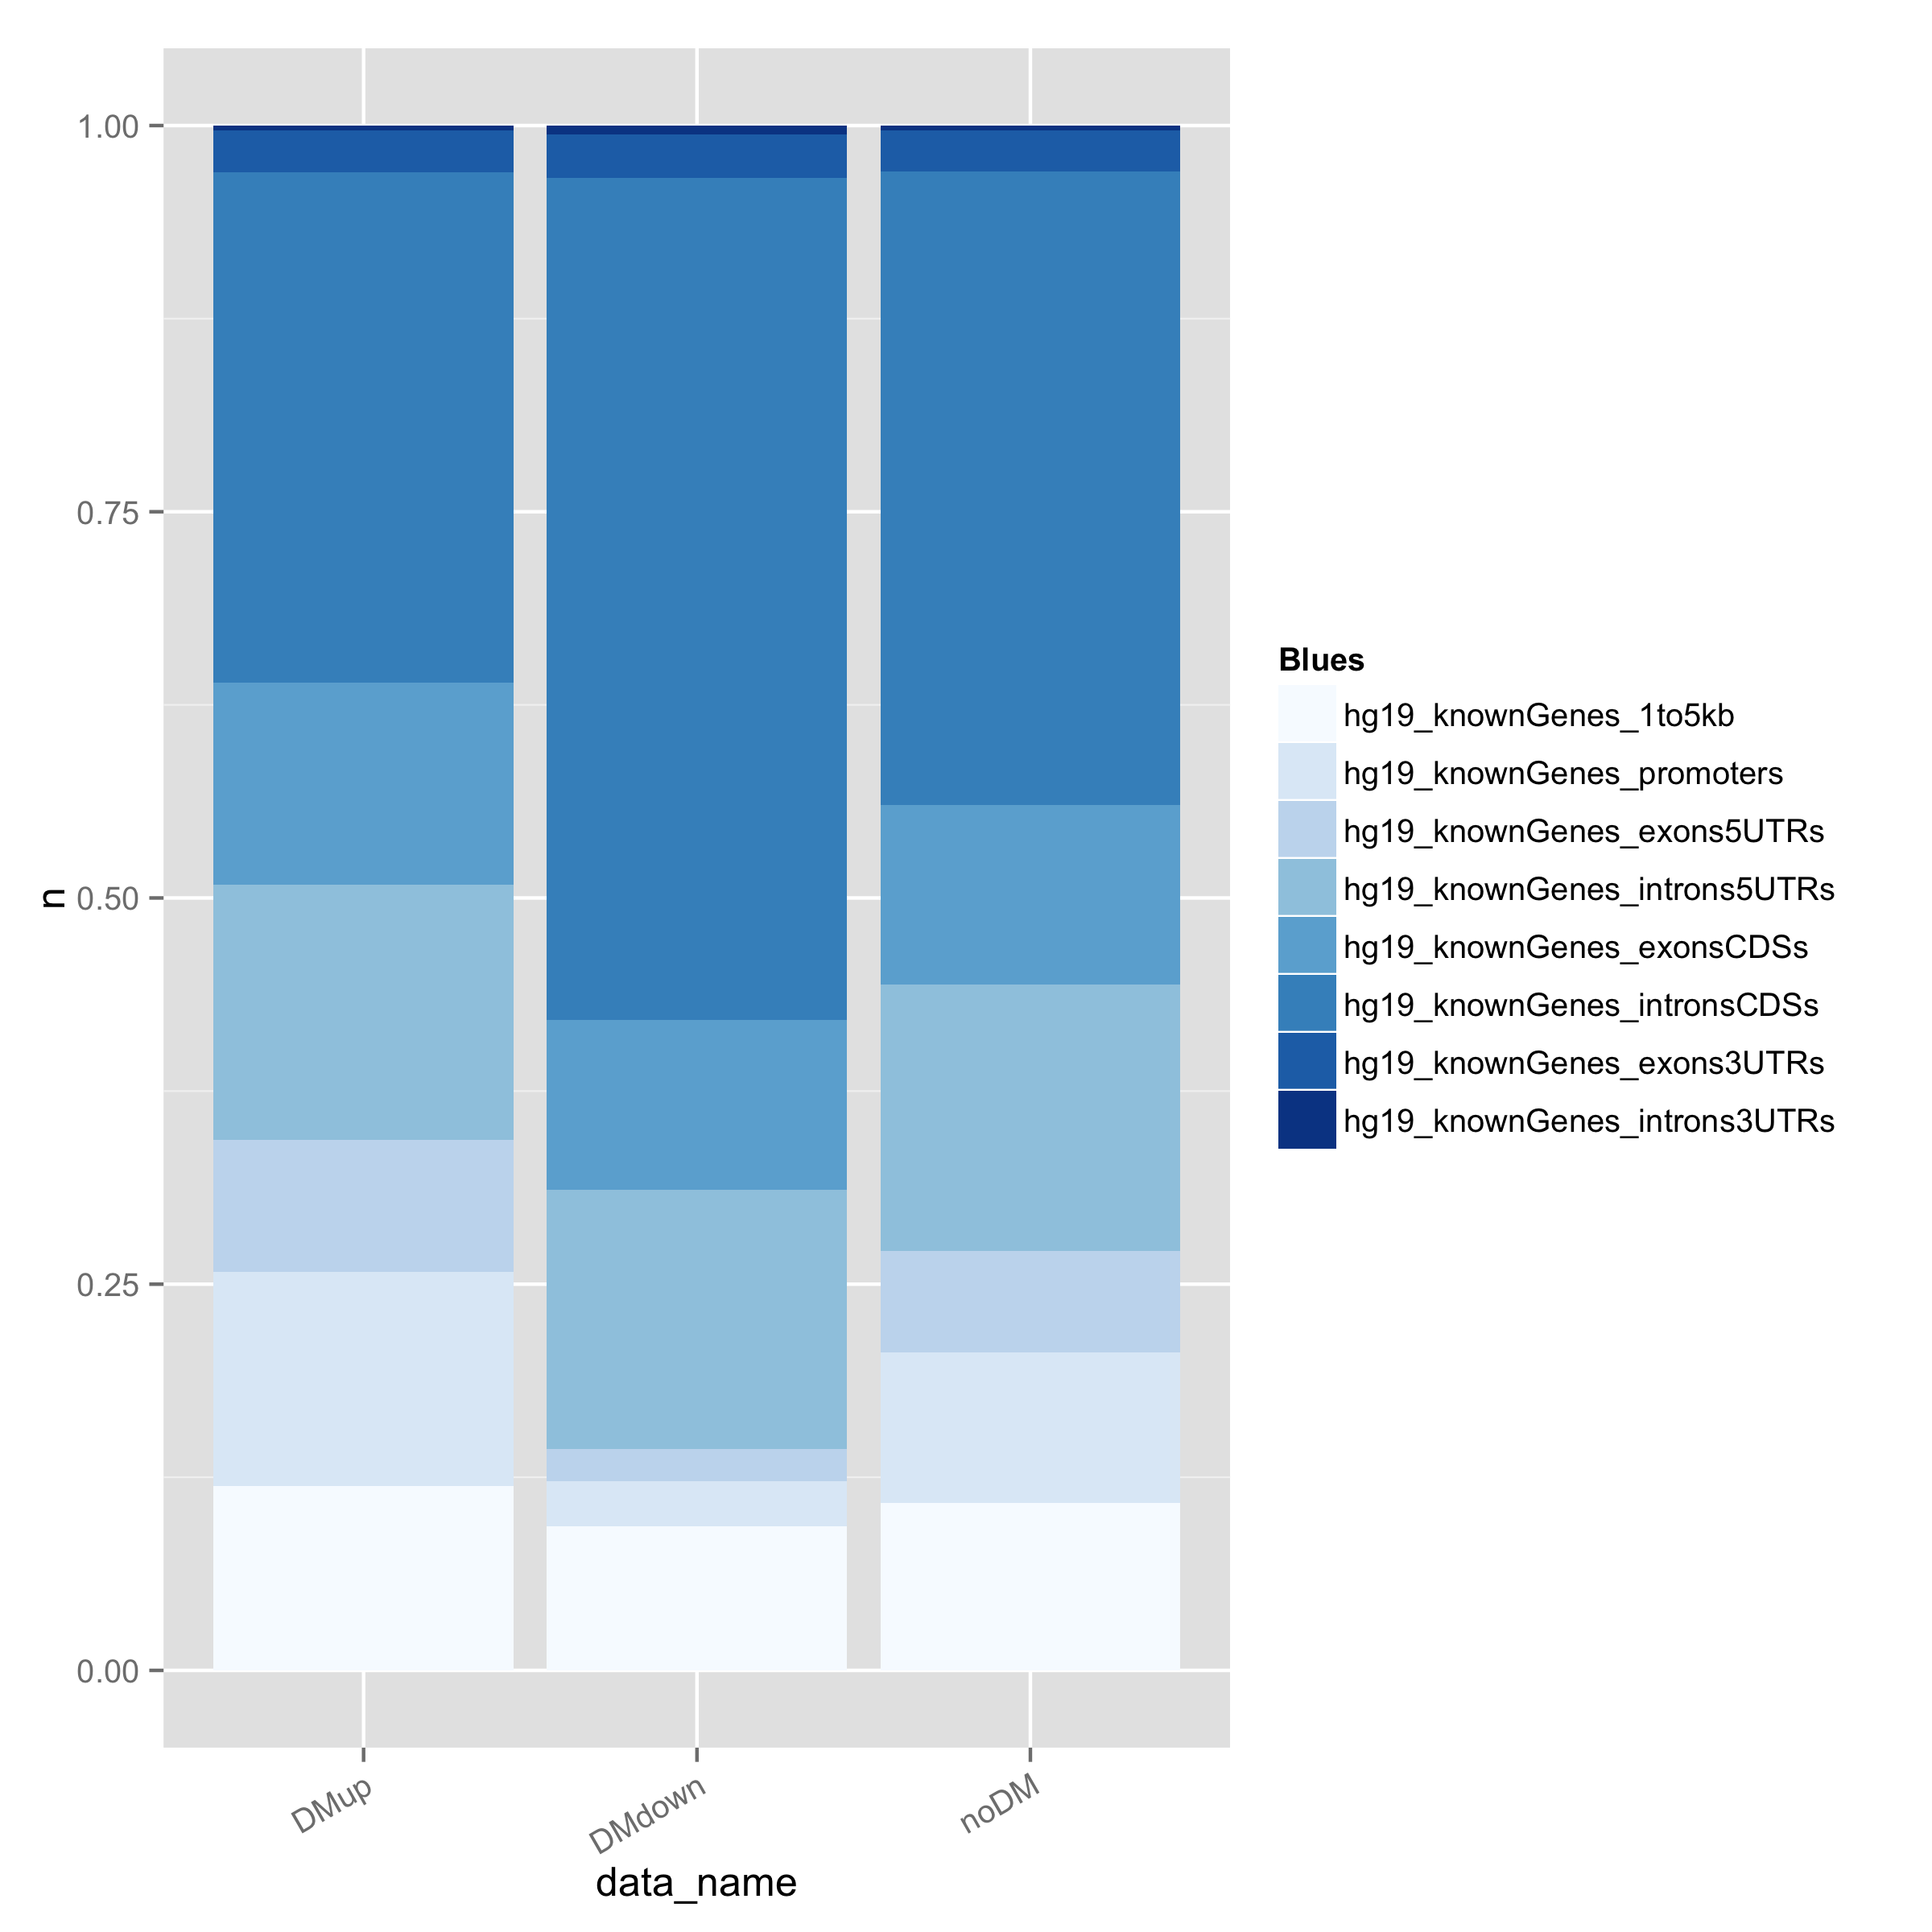 1.00
0.75
0.50
0.25
0.00
n
DMup
DMdown
noDM
data_name
Blues
hg19_knownGenes_1to5kb
hg19_knownGenes_promoters
hg19_knownGenes_exons5UTRs
hg19_knownGenes_introns5UTRs
hg19_knownGenes_exonsCDSs
hg19_knownGenes_intronsCDSs
hg19_knownGenes_exons3UTRs
hg19_knownGenes_introns3UTRs